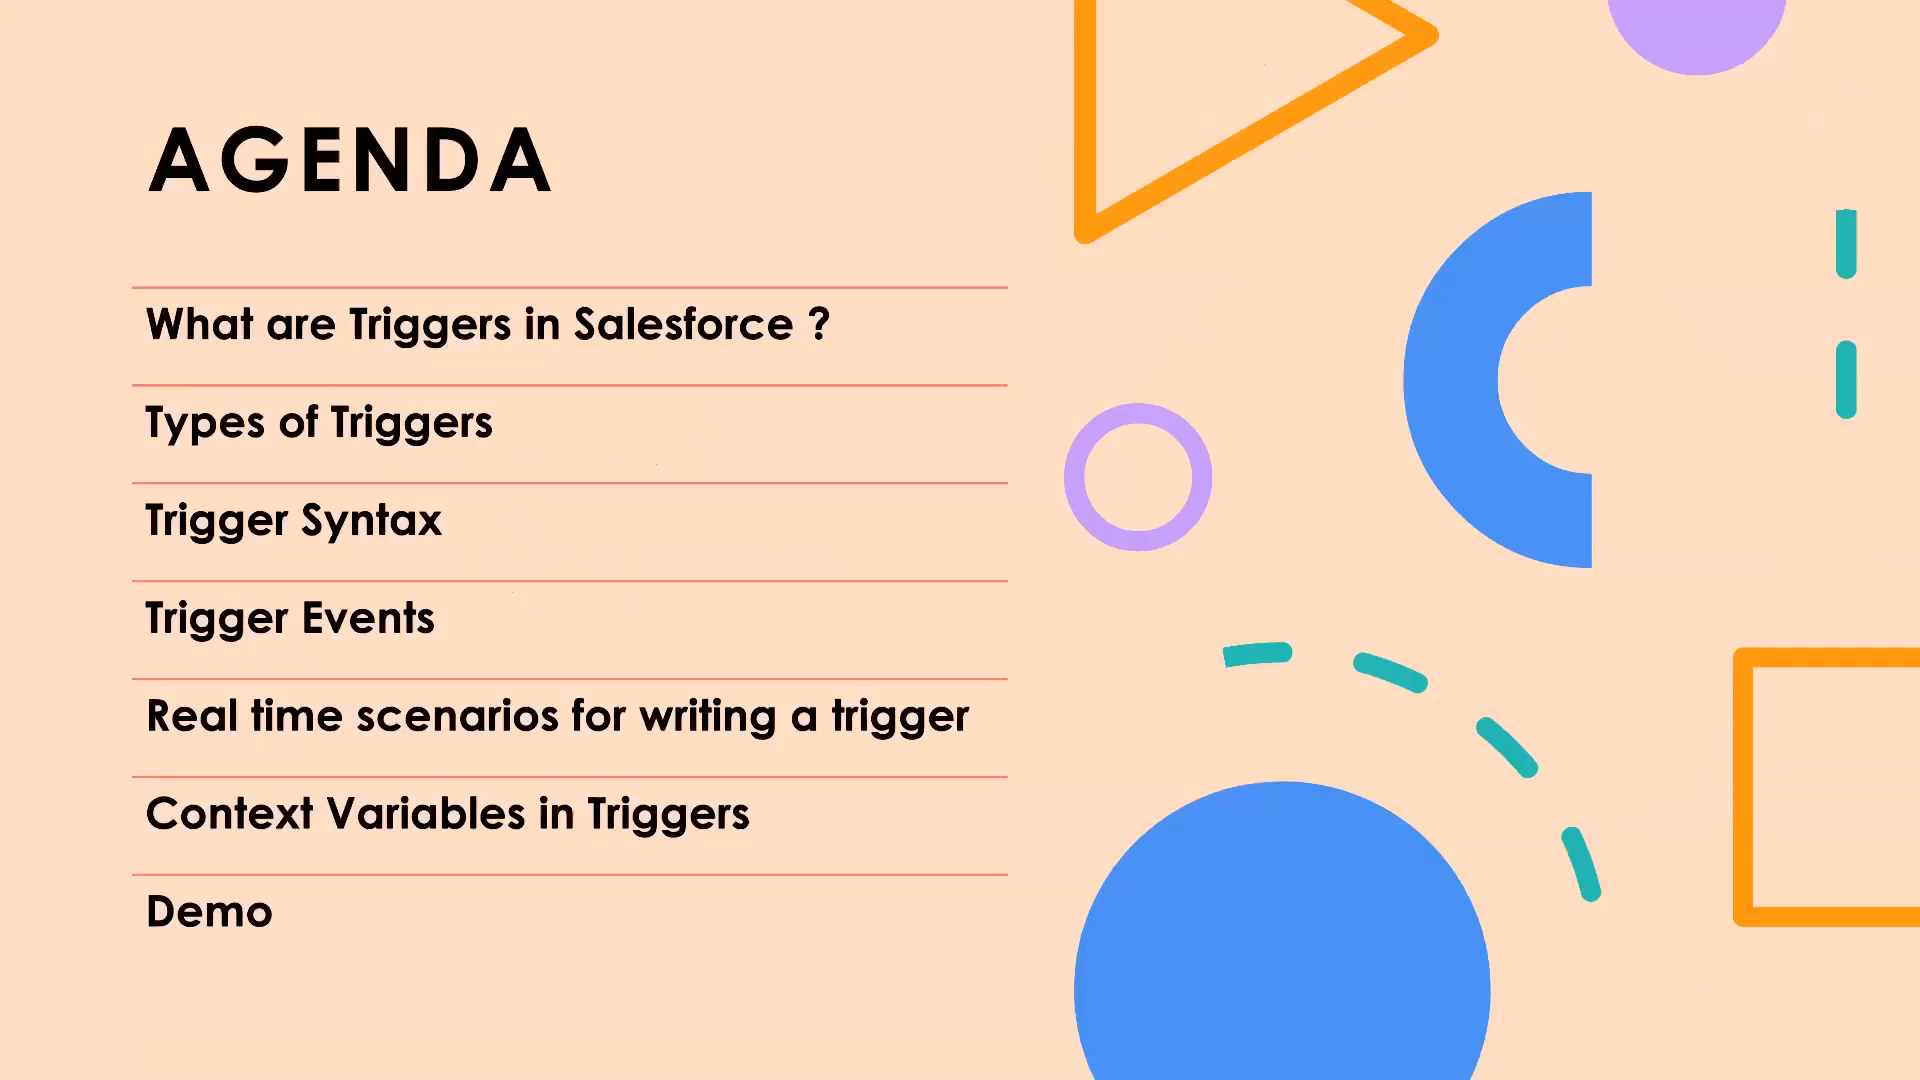 AGENDA
What are Triggers in Salesforce ?
Types of Triggers
Trigger Syntax
Trigger Events
Real time scenarios for writing a trigger
Context Variables in Triggers
Demo